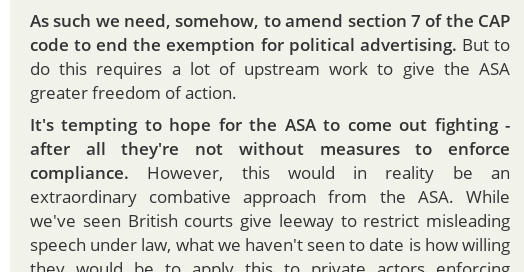 As such we need, somehow, to amend section 7 of the CAP
code to end the exemption for political advertising. But to
do this requires a lot of upstream work to give the ASA
greater freedom of action.
It's tempting to hope for the ASA to come out fighting -
after all they're not without measures to enforce
compliance. However, this would in reality be an
extraordinary combative approach from the ASA. While
we've seen British courts give leeway to restrict misleading
speech under law, what we haven't seen to date is how willing
they would be to apply this to private actors enforcing